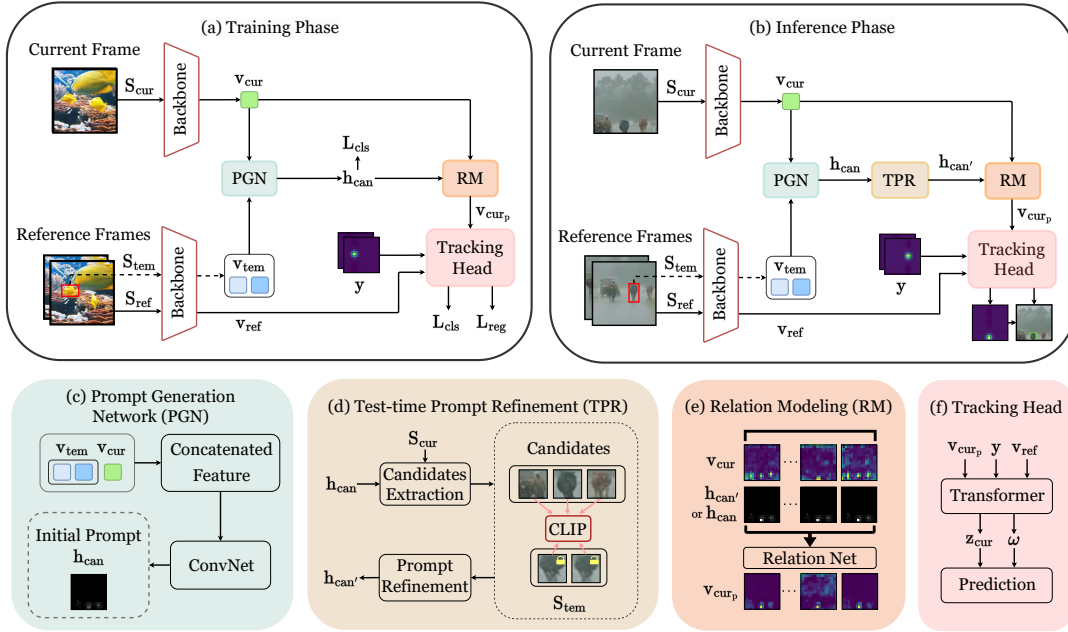 (a) Training Phase
Current Frame
S_cur
Backbone
v_cur
L_cls
PGN
h_can
RM
v_cur_p
Reference Frames
S_tem
S_ref
Backbone
v_tem
v_ref
y
Tracking
Head
L_cls
L_reg
(b) Inference Phase
Current Frame
S_cur
Backbone
v_cur
PGN
h_can
TPR
h_can'
RM
v_cur_p
Reference Frames
S_tem
S_ref
Backbone
v_tem
v_ref
y
Tracking
Head
(c) Prompt Generation
Network (PGN)
v_tem v_cur
Concatenated
Feature
Initial Prompt
h_can
ConvNet
(d) Test-time Prompt Refinement (TPR)
S_cur
h_can
Candidates
Extraction
Candidates
CLIP
h_can'
Prompt
Refinement
S_tem
(e) Relation Modeling (RM)
v_cur
...
h_can'
or h_can
...
Relation Net
v_cur_p
...
(f) Tracking Head
v_cur_p y v_ref
Transformer
z_cur ω
Prediction